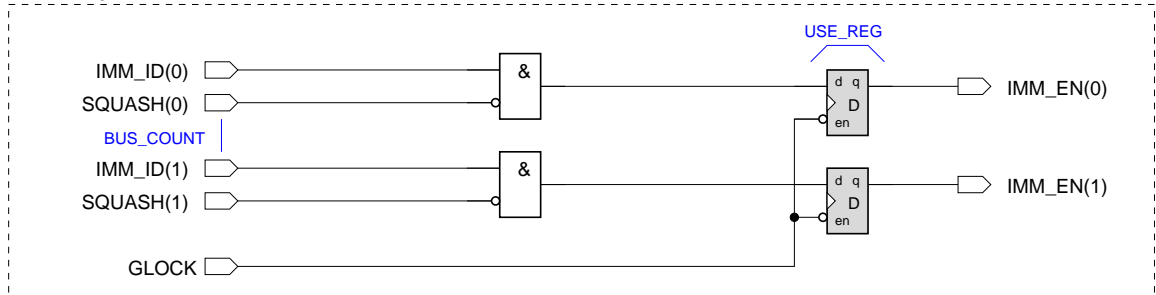 USE_REG
IMM_ID(0)
&
d q
IMM_EN(0)
SQUASH(0)
D
en
BUS_COUNT
IMM_ID(1)
&
d q
IMM_EN(1)
SQUASH(1)
D
en
GLOCK